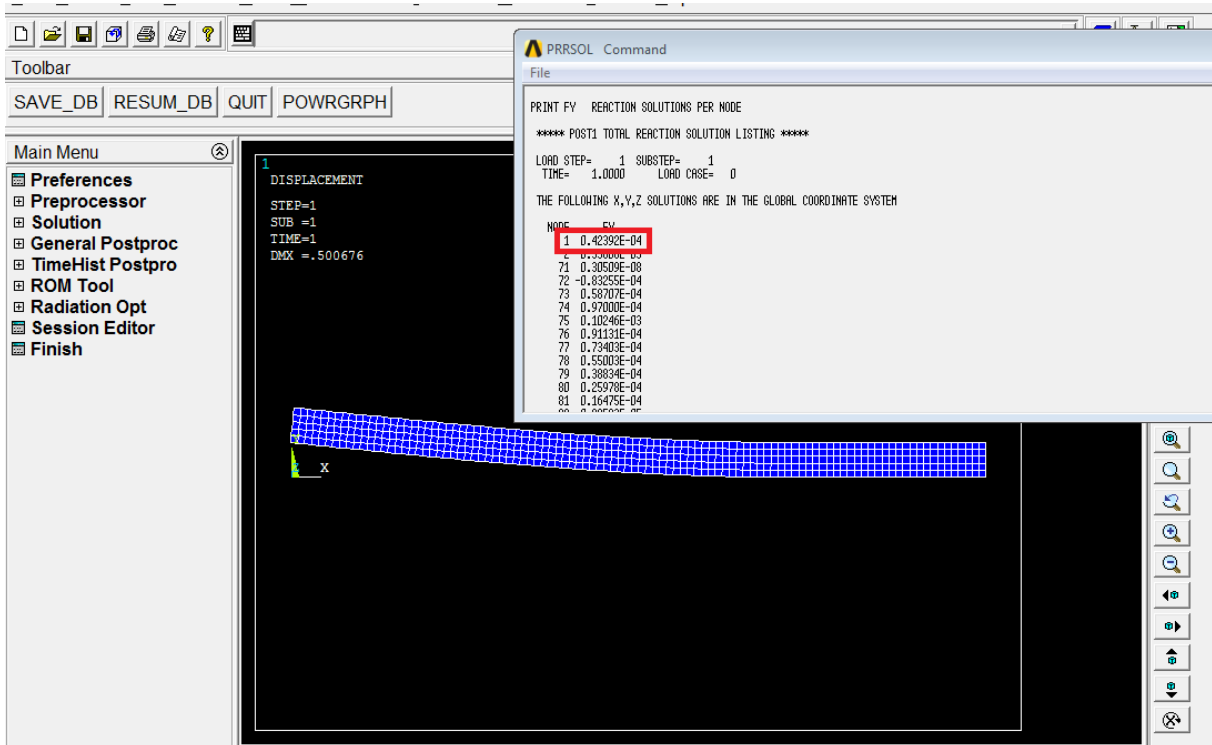 Toolbar
SAVE_DB RESUM_DB QUIT POWRGRPH
Main Menu
Preferences
Preprocessor
Solution
General Postproc
TimeHist Postpro
ROM Tool
Radiation Opt
Session Editor
Finish
1
DISPLACEMENT
STEP=1
SUB =1
TIME=1
DMX =.500676
Y
X
PRRSOL Command
File
PRINT FY REACTION SOLUTIONS PER NODE
***** POST1 TOTAL REACTION SOLUTION LISTING *****
LOAD STEP= 1 SUBSTEP= 1
TIME= 1.0000 LOAD CASE= 0
THE FOLLOWING X,Y,Z SOLUTIONS ARE IN THE GLOBAL COORDINATE SYSTEM
NODE FY
1 0.42392E-04
2
71 0.30509E-08
72 -0.83255E-04
73 0.58707E-04
74 0.97000E-04
75 0.10246E-03
76 0.91131E-04
77 0.73403E-04
78 0.55003E-04
79 0.38834E-04
80 0.25978E-04
81 0.16475E-04